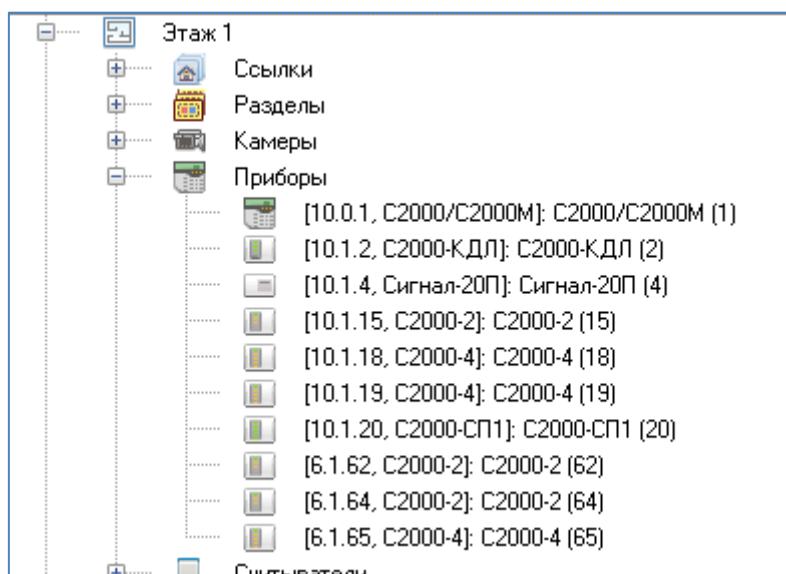 Этаж 1
Ссылки
Разделы
Камеры
Приборы
[10.0.1, С2000/С2000М]: С2000/С2000М (1)
[10.1.2, С2000-КДЛ]: С2000-КДЛ (2)
[10.1.4, Сигнал-20П]: Сигнал-20П (4)
[10.1.15, С2000-2]: С2000-2 (15)
[10.1.18, С2000-4]: С2000-4 (18)
[10.1.19, С2000-4]: С2000-4 (19)
[10.1.20, С2000-СП1]: С2000-СП1 (20)
[6.1.62, С2000-2]: С2000-2 (62)
[6.1.64, С2000-2]: С2000-2 (64)
[6.1.65, С2000-4]: С2000-4 (65)
Считыватели